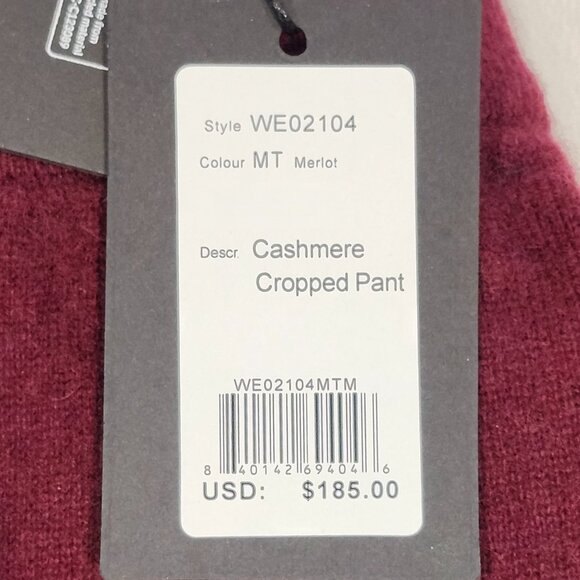 Style WE02104
Colour MT Merlot
Descr. Cashmere
Cropped Pant
WE02104MTM
8 40142 69404 6
USD: $185.00